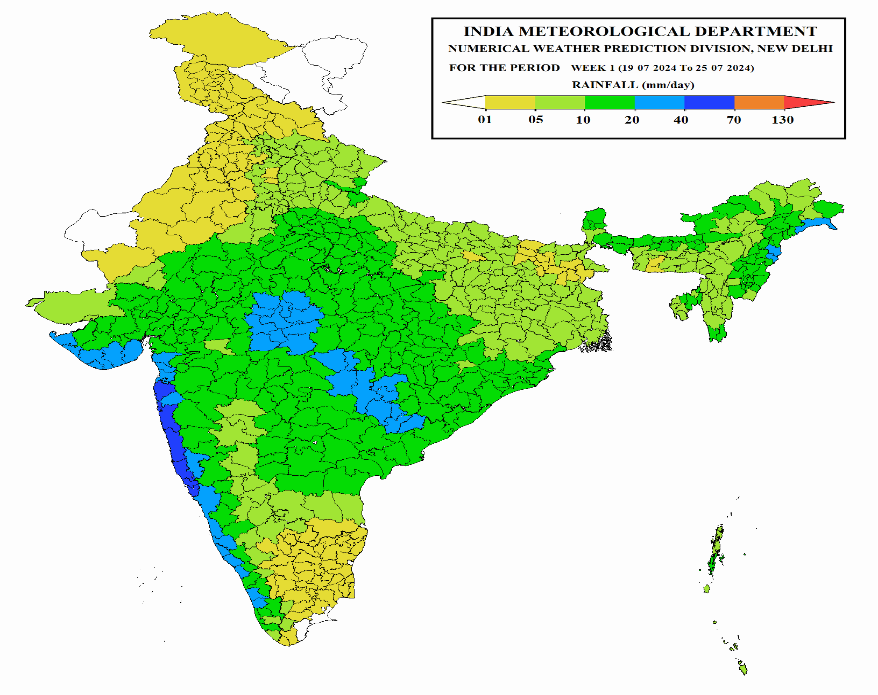 INDIA METEOROLOGICAL DEPARTMENT
NUMERICAL WEATHER PREDICTION DIVISION, NEW DELHI
FOR THE PERIOD WEEK 1 (19-07-2024 To 25-07-2024)
RAINFALL (mm/day)
01 05 10 20 40 70 130